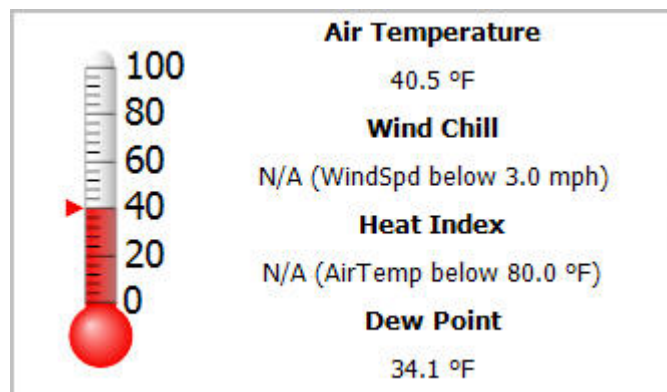 100
80
60
40
20
0
Air Temperature
40.5 ºF
Wind Chill
N/A (WindSpd below 3.0 mph)
Heat Index
N/A (AirTemp below 80.0 ºF)
Dew Point
34.1 ºF